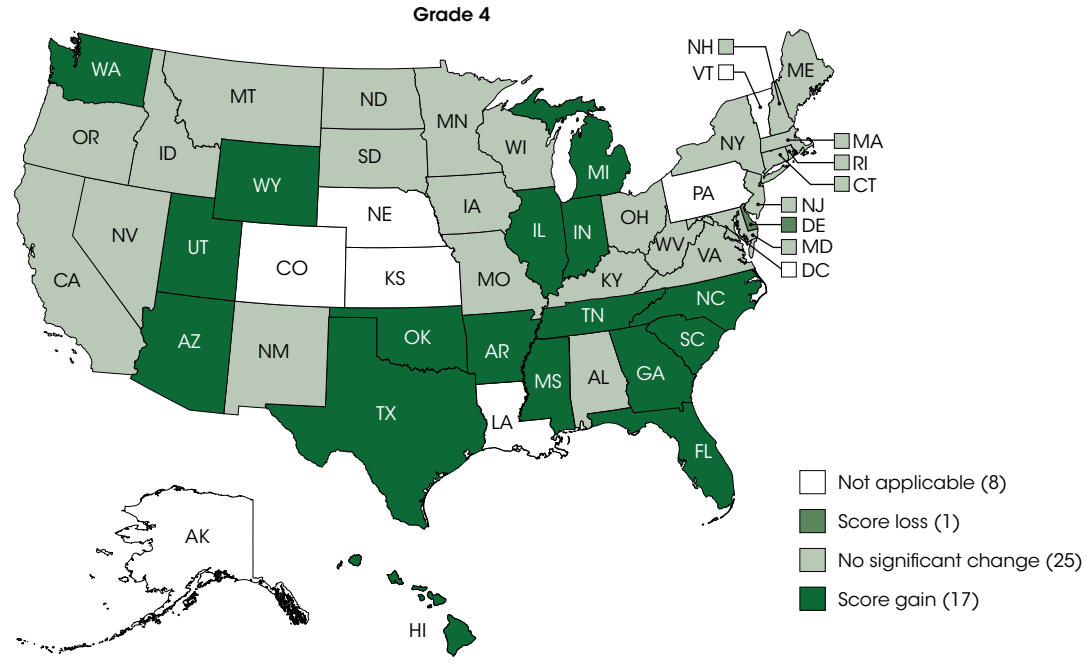 Grade 4
WA
NH
VT
ME
MT
ND
MN
OR
ID
WI
NY
MA
SD
RI
MI
WY
CT
PA
NE
IA
NJ
OH
DE
NV
UT
IL
IN
MD
WV
VA
CO
DC
CA
KS
MO
KY
NC
TN
AZ
OK
SC
NM
AR
GA
MS
AL
TX
LA
FL
Not applicable (8)
Score loss (1)
AK
No significant change (25)
Score gain (17)
HI